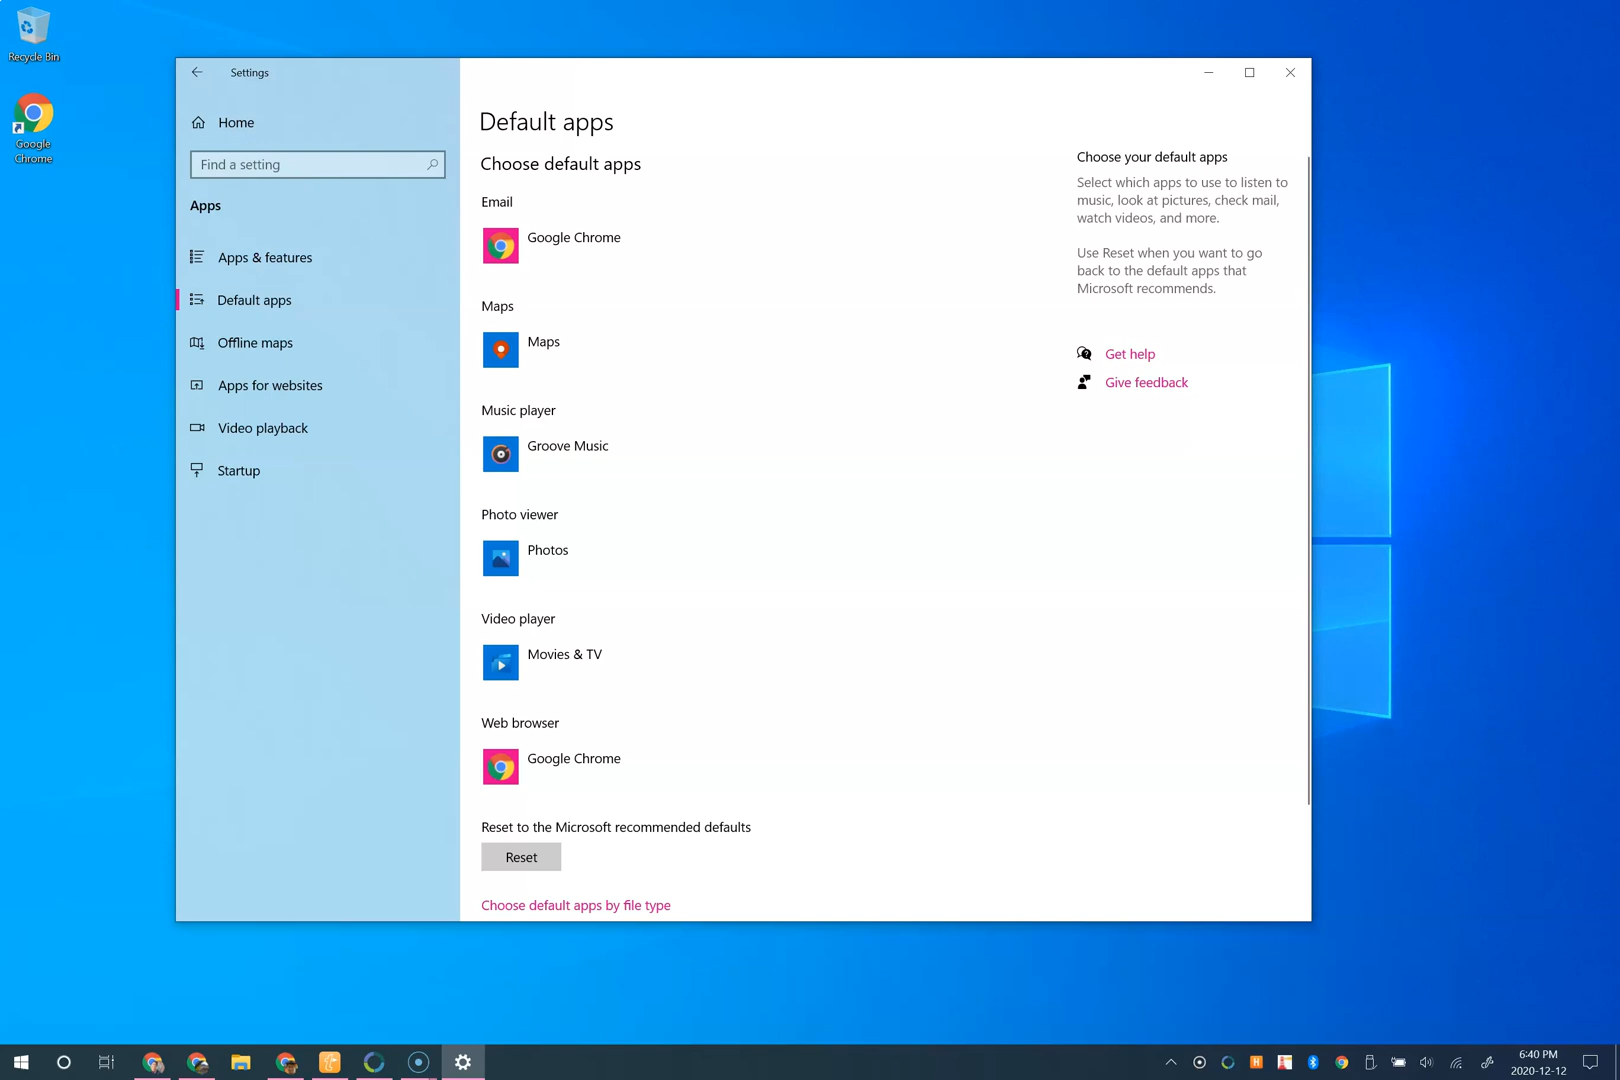 Recycle Bin
Google
Chrome
Settings
Home
Find a setting
Apps
Apps & features
Default apps
Offline maps
Apps for websites
Video playback
Startup
Default apps
Choose default apps
Email
Google Chrome
Maps
Maps
Music player
Groove Music
Photo viewer
Photos
Video player
Movies & TV
Web browser
Google Chrome
Reset to the Microsoft recommended defaults
Reset
Choose default apps by file type
Choose your default apps
Select which apps to use to listen to
music, look at pictures, check mail,
watch videos, and more.
Use Reset when you want to go
back to the default apps that
Microsoft recommends.
Get help
Give feedback
H
6:40 PM
2020-12-12